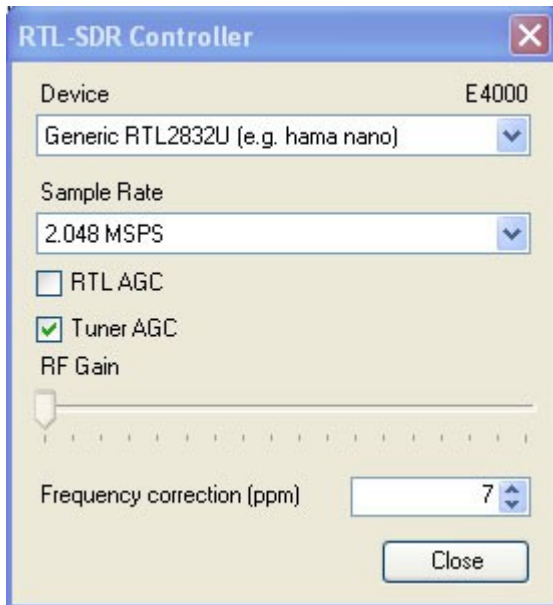 RTL-SDR Controller
Device E4000
Generic RTL2832U (e.g. hama nano)
Sample Rate
2.048 MSPS
RTL AGC
Tuner AGC
RF Gain
Frequency correction (ppm) 7
Close